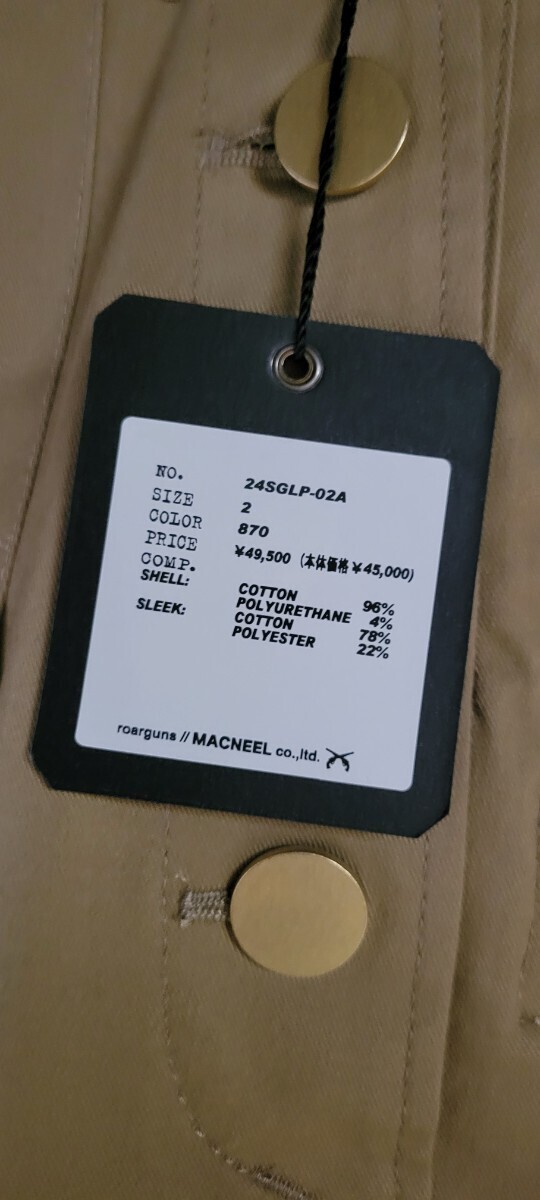 NO. 24SGLP-02A
SIZE 2
COLOR 870
PRICE ¥49,500 (本体価格 ¥45,000)
COMP.
SHELL: COTTON 96%
POLYURETHANE 4%
SLEEK: COTTON 78%
POLYESTER 22%
roarguns // MACNEEL co.,ltd.